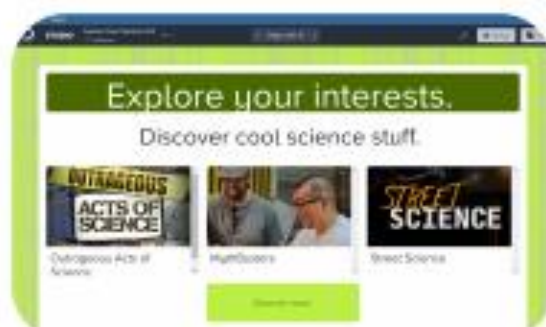 Explore your interests.
Discover cool science stuff.
OUTRAGEOUS
ACTS OF
SCIENCE
STREET
SCIENCE
Outrageous Acts of
Science
MythBusters
Street Science